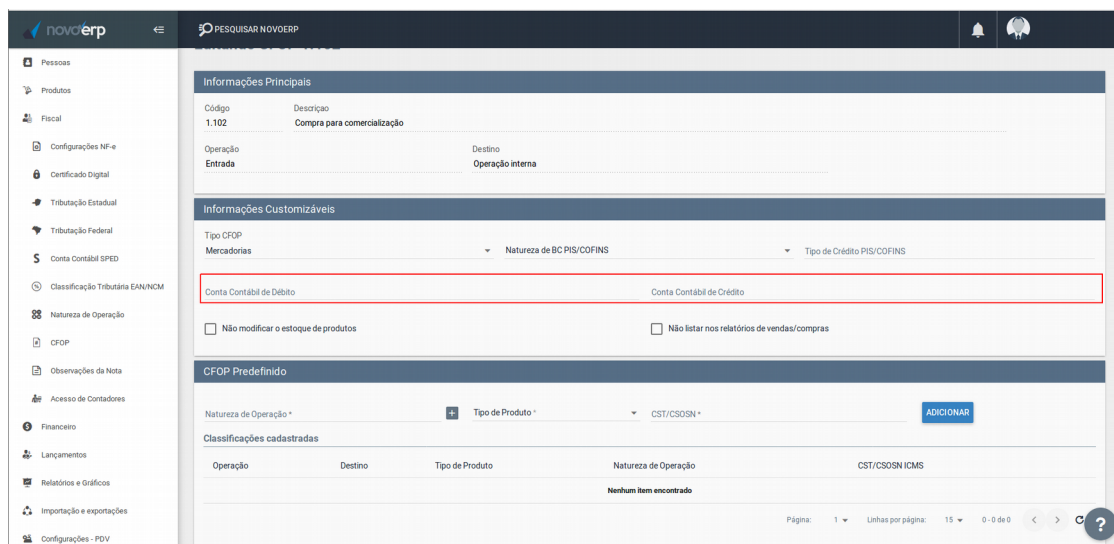 novoerp
PESQUISAR NOVOERP
Pessoas
Produtos
Fiscal
Configurações NF-e
Certificado Digital
Tributação Estadual
Tributação Federal
Conta Contábil SPED
Classificação Tributária EAN/NCM
Natureza de Operação
CFOP
Observações da Nota
Acesso de Contadores
Financeiro
Lançamentos
Relatórios e Gráficos
Importação e exportações
Configurações - PDV
Informações Principais
Código Descriçao
1.102 Compra para comercialização
Operação Destino
Entrada Operação interna
Informações Customizáveis
Tipo CFOP
Mercadorias Natureza de BC PIS/COFINS Tipo de Crédito PIS/COFINS
Conta Contábil de Débito Conta Contábil de Crédito
Não modificar o estoque de produtos Não listar nos relatórios de vendas/compras
CFOP Predefinido
Natureza de Operação * + Tipo de Produto * CST/CSOSN * ADICIONAR
Classificações cadastradas
Operação Destino Tipo de Produto Natureza de Operação CST/CSOSN ICMS
Nenhum item encontrado
Página: 1 Linhas por página: 15 0 - 0 de 0 < > ?